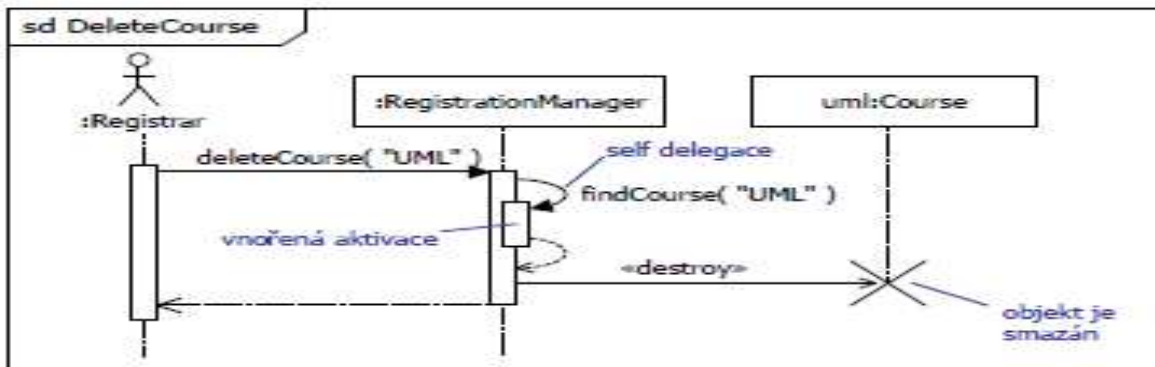 sd DeleteCourse
:Registrar
:RegistrationManager
uml:Course
deleteCourse( "UML" )
self delegace
findCourse( "UML" )
vnořená aktivace
«destroy»
objekt je
smazán